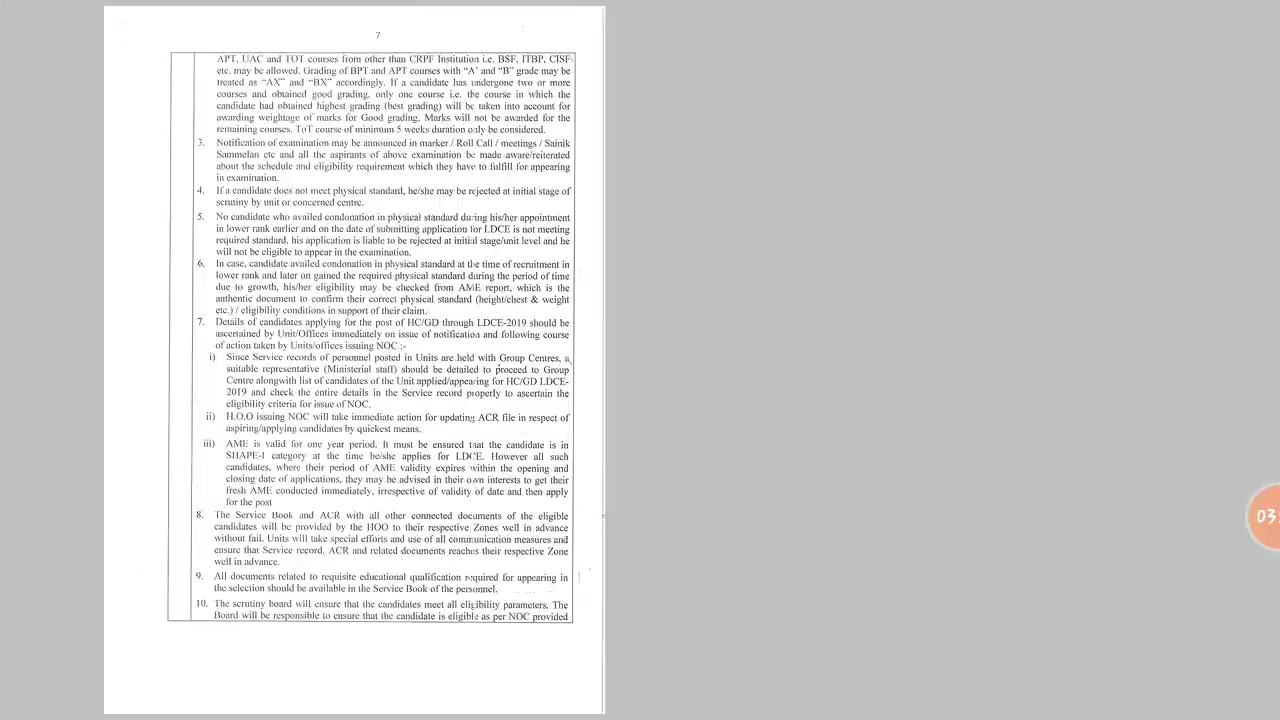 7
APT, UAC and TOT courses from other than CRPF Institution i.e. BSF, ITBP, CISF
etc. may be allowed. Grading of BPT and APT courses with “A’ and “B” grade may be
treated as “AX” and “BX” accordingly. If a candidate has undergone two or more
courses and obtained good grading, only one course i.e. the course in which the
candidate had obtained highest grading (best grading) will be taken into account for
awarding weightage of marks for Good grading. Marks will not be awarded for the
remaining courses. ToT course of minimum 5 weeks duration only be considered.
3. Notification of examination may be announced in marker / Roll Call / meetings / Sainik
Sammelan etc and all the aspirants of above examination be made aware/reiterated
about the schedule and eligibility requirement which they have to fulfill for appearing
in examination.
4. If a candidate does not meet physical standard, he/she may be rejected at initial stage of
scrutiny by unit or concerned centre.
5. No candidate who availed condonation in physical standard during his/her appointment
in lower rank earlier and on the date of submitting application for LDCE is not meeting
required standard, his application is liable to be rejected at initial stage/unit level and he
will not be eligible to appear in the examination.
6. In case, candidate availed condonation in physical standard at the time of recruitment in
lower rank and later on gained the required physical standard during the period of time
due to growth, his/her eligibility may be checked from AME report, which is the
authentic document to confirm their correct physical standard (height/chest & weight
etc.) / eligibility conditions in support of their claim.
7. Details of candidates applying for the post of HC/GD through LDCE-2019 should be
ascertained by Unit/Offices immediately on issue of notification and following course
of action taken by Units/offices issuing NOC :-
i) Since Service records of personnel posted in Units are held with Group Centres, a
suitable representative (Ministerial staff) should be detailed to proceed to Group
Centre alongwith list of candidates of the Unit applied/appearing for HC/GD LDCE-
2019 and check the entire details in the Service record properly to ascertain the
eligibility criteria for issue of NOC.
ii) H.O.O issuing NOC will take immediate action for updating ACR file in respect of
aspiring/applying candidates by quickest means.
iii) AME is valid for one year period. It must be ensured that the candidate is in
SHAPE-I category at the time he/she applies for LDCE. However all such
candidates, where their period of AME validity expires within the opening and
closing date of applications, they may be advised in their own interests to get their
fresh AME conducted immediately, irrespective of validity of date and then apply
for the post
8. The Service Book and ACR with all other connected documents of the eligible
candidates will be provided by the HOO to their respective Zones well in advance
without fail. Units will take special efforts and use of all communication measures and
ensure that Service record, ACR and related documents reaches their respective Zone
well in advance.
9. All documents related to requisite educational qualification required for appearing in
the selection should be available in the Service Book of the personnel.
10. The scrutiny board will ensure that the candidates meet all eligibility parameters. The
Board will be responsible to ensure that the candidate is eligible as per NOC provided